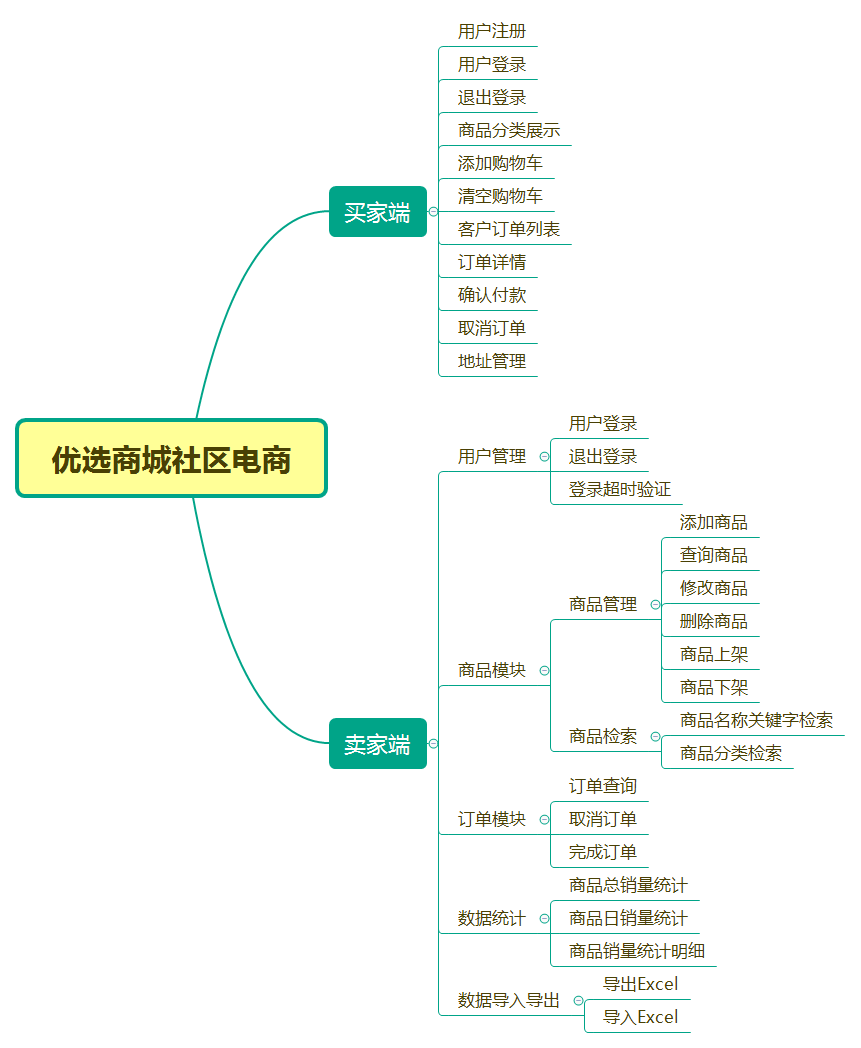 优选商城社区电商
买家端
用户注册
用户登录
退出登录
商品分类展示
添加购物车
清空购物车
客户订单列表
订单详情
确认付款
取消订单
地址管理
卖家端
用户管理
用户登录
退出登录
登录超时验证
商品模块
商品管理
添加商品
查询商品
修改商品
删除商品
商品上架
商品下架
商品检索
商品名称关键字检索
商品分类检索
订单模块
订单查询
取消订单
完成订单
数据统计
商品总销量统计
商品日销量统计
商品销量统计明细
数据导入导出
导出Excel
导入Excel